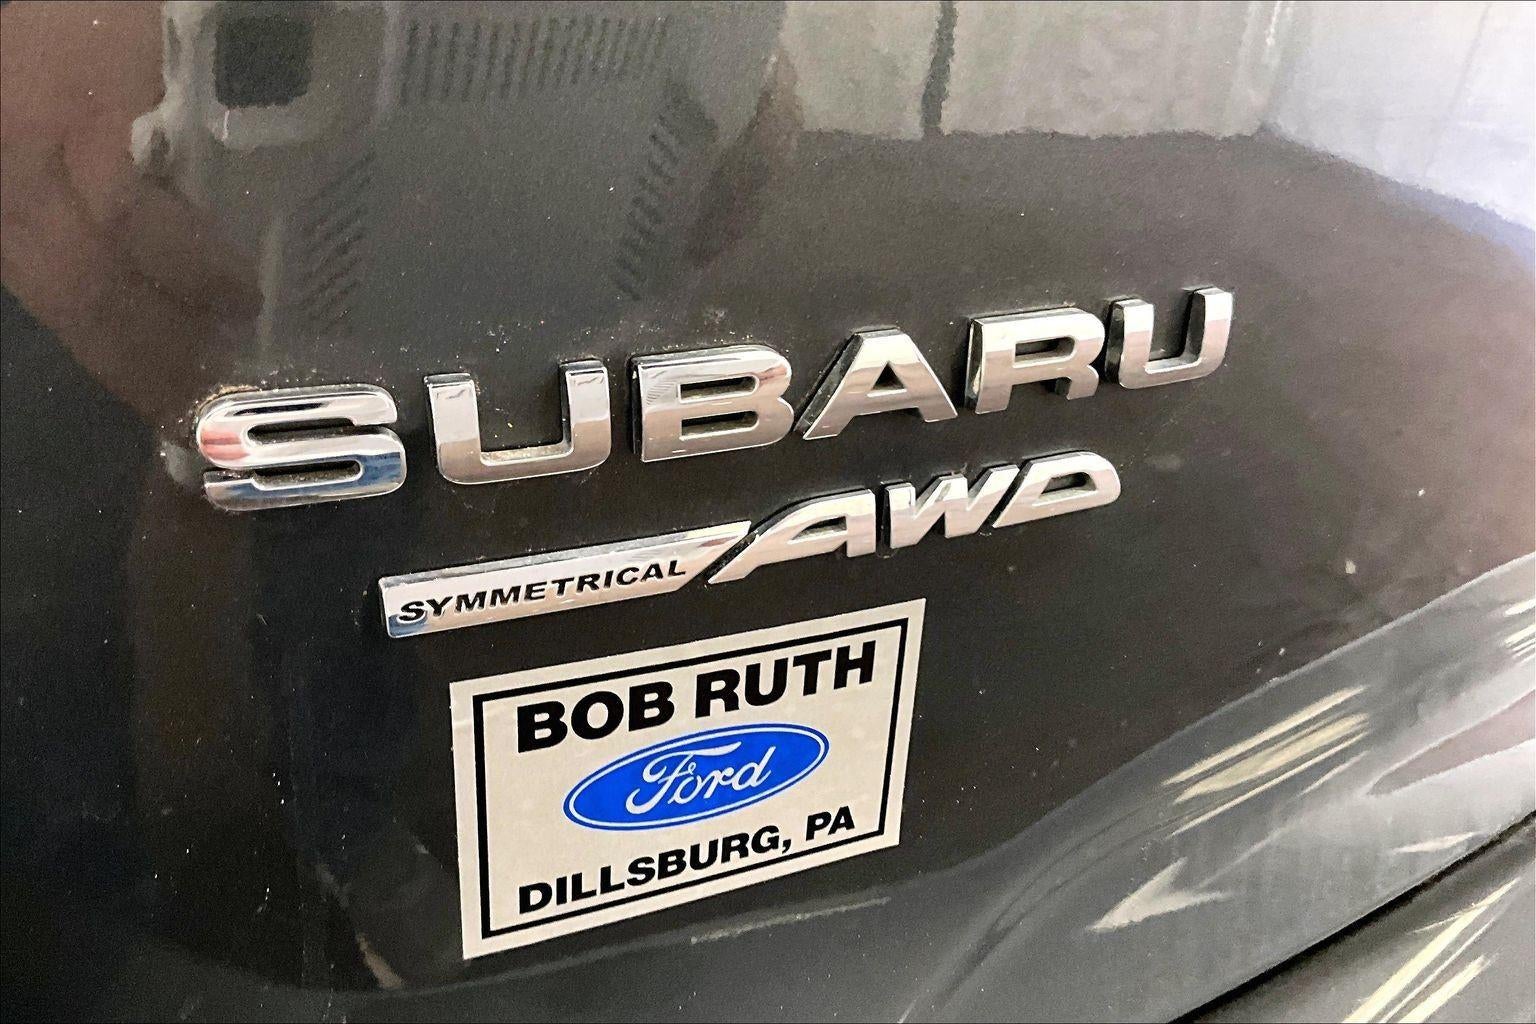 SUBARU
SYMMETRICAL AWD
BOB RUTH
Ford
DILLSBURG, PA